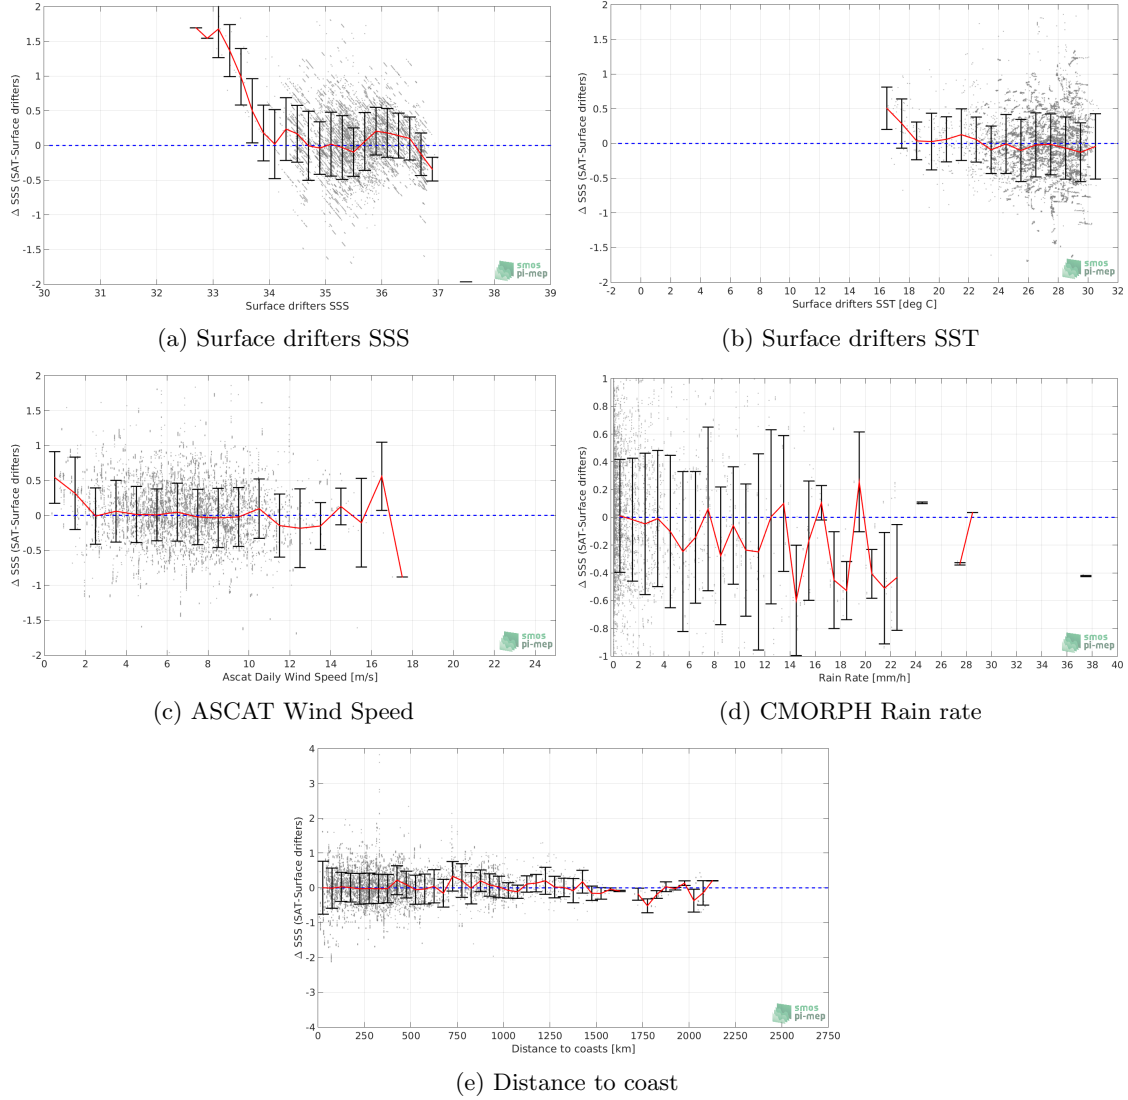 2
1.5
1
0.5
0
-0.5
-1
-1.5
-2
Δ SSS (SAT-Surface drifters)
30 31 32 33 34 35 36 37 38 39
Surface drifters SSS
smos
pi-mep
(a) Surface drifters SSS
2
1.5
1
0.5
0
-0.5
-1
-1.5
-2
Δ SSS (SAT-Surface drifters)
-2 0 2 4 6 8 10 12 14 16 18 20 22 24 26 28 30 32
Surface drifters SST [deg C]
smos
pi-mep
(b) Surface drifters SST
2
1.5
1
0.5
0
-0.5
-1
-1.5
-2
Δ SSS (SAT-Surface drifters)
0 2 4 6 8 10 12 14 16 18 20 22 24
Ascat Daily Wind Speed [m/s]
smos
pi-mep
(c) ASCAT Wind Speed
1
0.8
0.6
0.4
0.2
0
-0.2
-0.4
-0.6
-0.8
-1
Δ SSS (SAT-Surface drifters)
0 2 4 6 8 10 12 14 16 18 20 22 24 26 28 30 32 34 36 38 40
Rain Rate [mm/h]
smos
pi-mep
(d) CMORPH Rain rate
4
3
2
1
0
-1
-2
-3
-4
Δ SSS (SAT-Surface drifters)
0 250 500 750 1000 1250 1500 1750 2000 2250 2500 2750
Distance to coasts [km]
smos
pi-mep
(e) Distance to coast